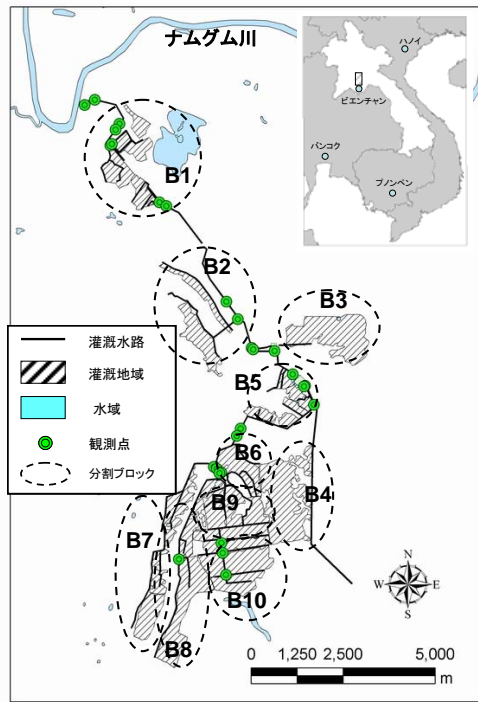 ナムグム川
ハノイ
ビエンチャン
バンコク
プノンペン
B1
B2
B3
灌漑水路
灌漑地域
水域
観測点
分割ブロック
B5
B6
B4
B9
B7
B10
B8
N
W
E
S
0 1,250 2,500 5,000
m